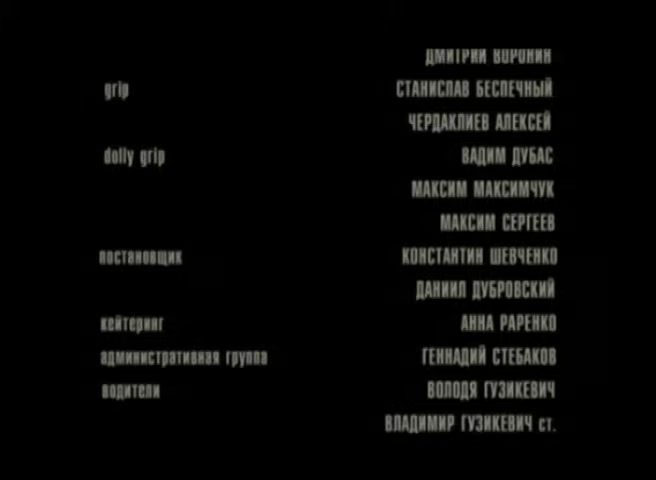 ДМИТРИЙ ВОРОНИН
grip СТАНИСЛАВ БЕСПЕЧНЫЙ
ЧЕРДАКЛИЕВ АЛЕКСЕЙ
dolly grip ВАДИМ ДУБАС
МАКСИМ МАКСИМЧУК
МАКСИМ СЕРГЕЕВ
постановщик КОНСТАНТИН ШЕВЧЕНКО
ДАНИИЛ ДУБРОВСКИЙ
кейтеринг АННА РАРЕНКО
административная группа ГЕННАДИЙ СТЕБАКОВ
водители ВОЛОДЯ ГУЗИКЕВИЧ
ВЛАДИМИР ГУЗИКЕВИЧ ст.